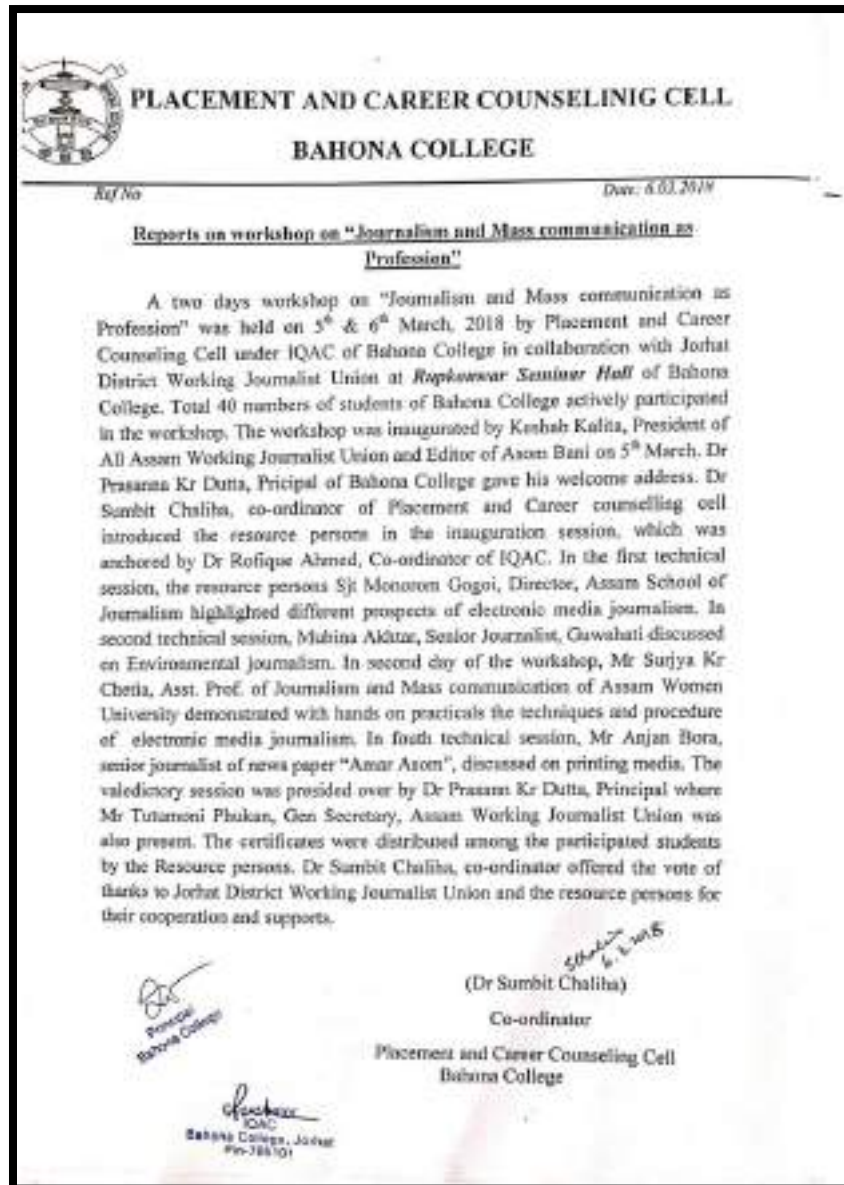 PLACEMENT AND CAREER COUNSELINIG CELL
BAHONA COLLEGE
Ref No
Date: 6.03.2018
Reports on workshop on "Journalism and Mass communication as
Profession"
A two days workshop on "Journalism and Mass communication as
Profession" was held on 5th & 6th March, 2018 by Placement and Career
Counseling Cell under IQAC of Bahona College in collaboration with Jorhat
District Working Journalist Union at Rupkonwar Seminar Hall of Bahona
College. Total 40 numbers of students of Bahona College actively participated
in the workshop. The workshop was inaugurated by Keshab Kalita, President of
All Assam Working Journalist Union and Editor of Asom Bani on 5th March. Dr
Prasanna Kr Dutta, Pricipal of Bahona College gave his welcome address. Dr
Sumbit Chaliha, co-ordinator of Placement and Career counselling cell
introduced the resource persons in the inauguration session, which was
anchored by Dr Rofique Ahmed, Co-ordinator of IQAC. In the first technical
session, the resource persons Sjt Monorom Gogoi, Director, Assam School of
Journalism highlighted different prospects of electronic media journalism. In
second technical session, Mubina Akhtar, Senior Journalist, Guwahati discussed
on Environmental journalism. In second day of the workshop, Mr Surjya Kr
Chetia, Asst. Prof. of Journalism and Mass communication of Assam Women
University demonstrated with hands on practicals the techniques and procedure
of electronic media journalism. In fouth technical session, Mr Anjan Bora,
senior journalist of news paper "Amar Asom", discussed on printing media. The
valedictory session was presided over by Dr Prasann Kr Dutta, Principal where
Mr Tutumoni Phukan, Gen Secretary, Assam Working Journalist Union was
also present. The certificates were distributed among the participated students
by the Resource persons. Dr Sumbit Chaliha, co-ordinator offered the vote of
thanks to Jorhat District Working Journalist Union and the resource persons for
their cooperation and supports.
6.3.2018
(Dr Sumbit Chaliha)
Co-ordinator
Placement and Career Counseling Cell
Bahona College
Principal
Bahona College
IQAC
Bahona College, Jorhat
Pin-785101